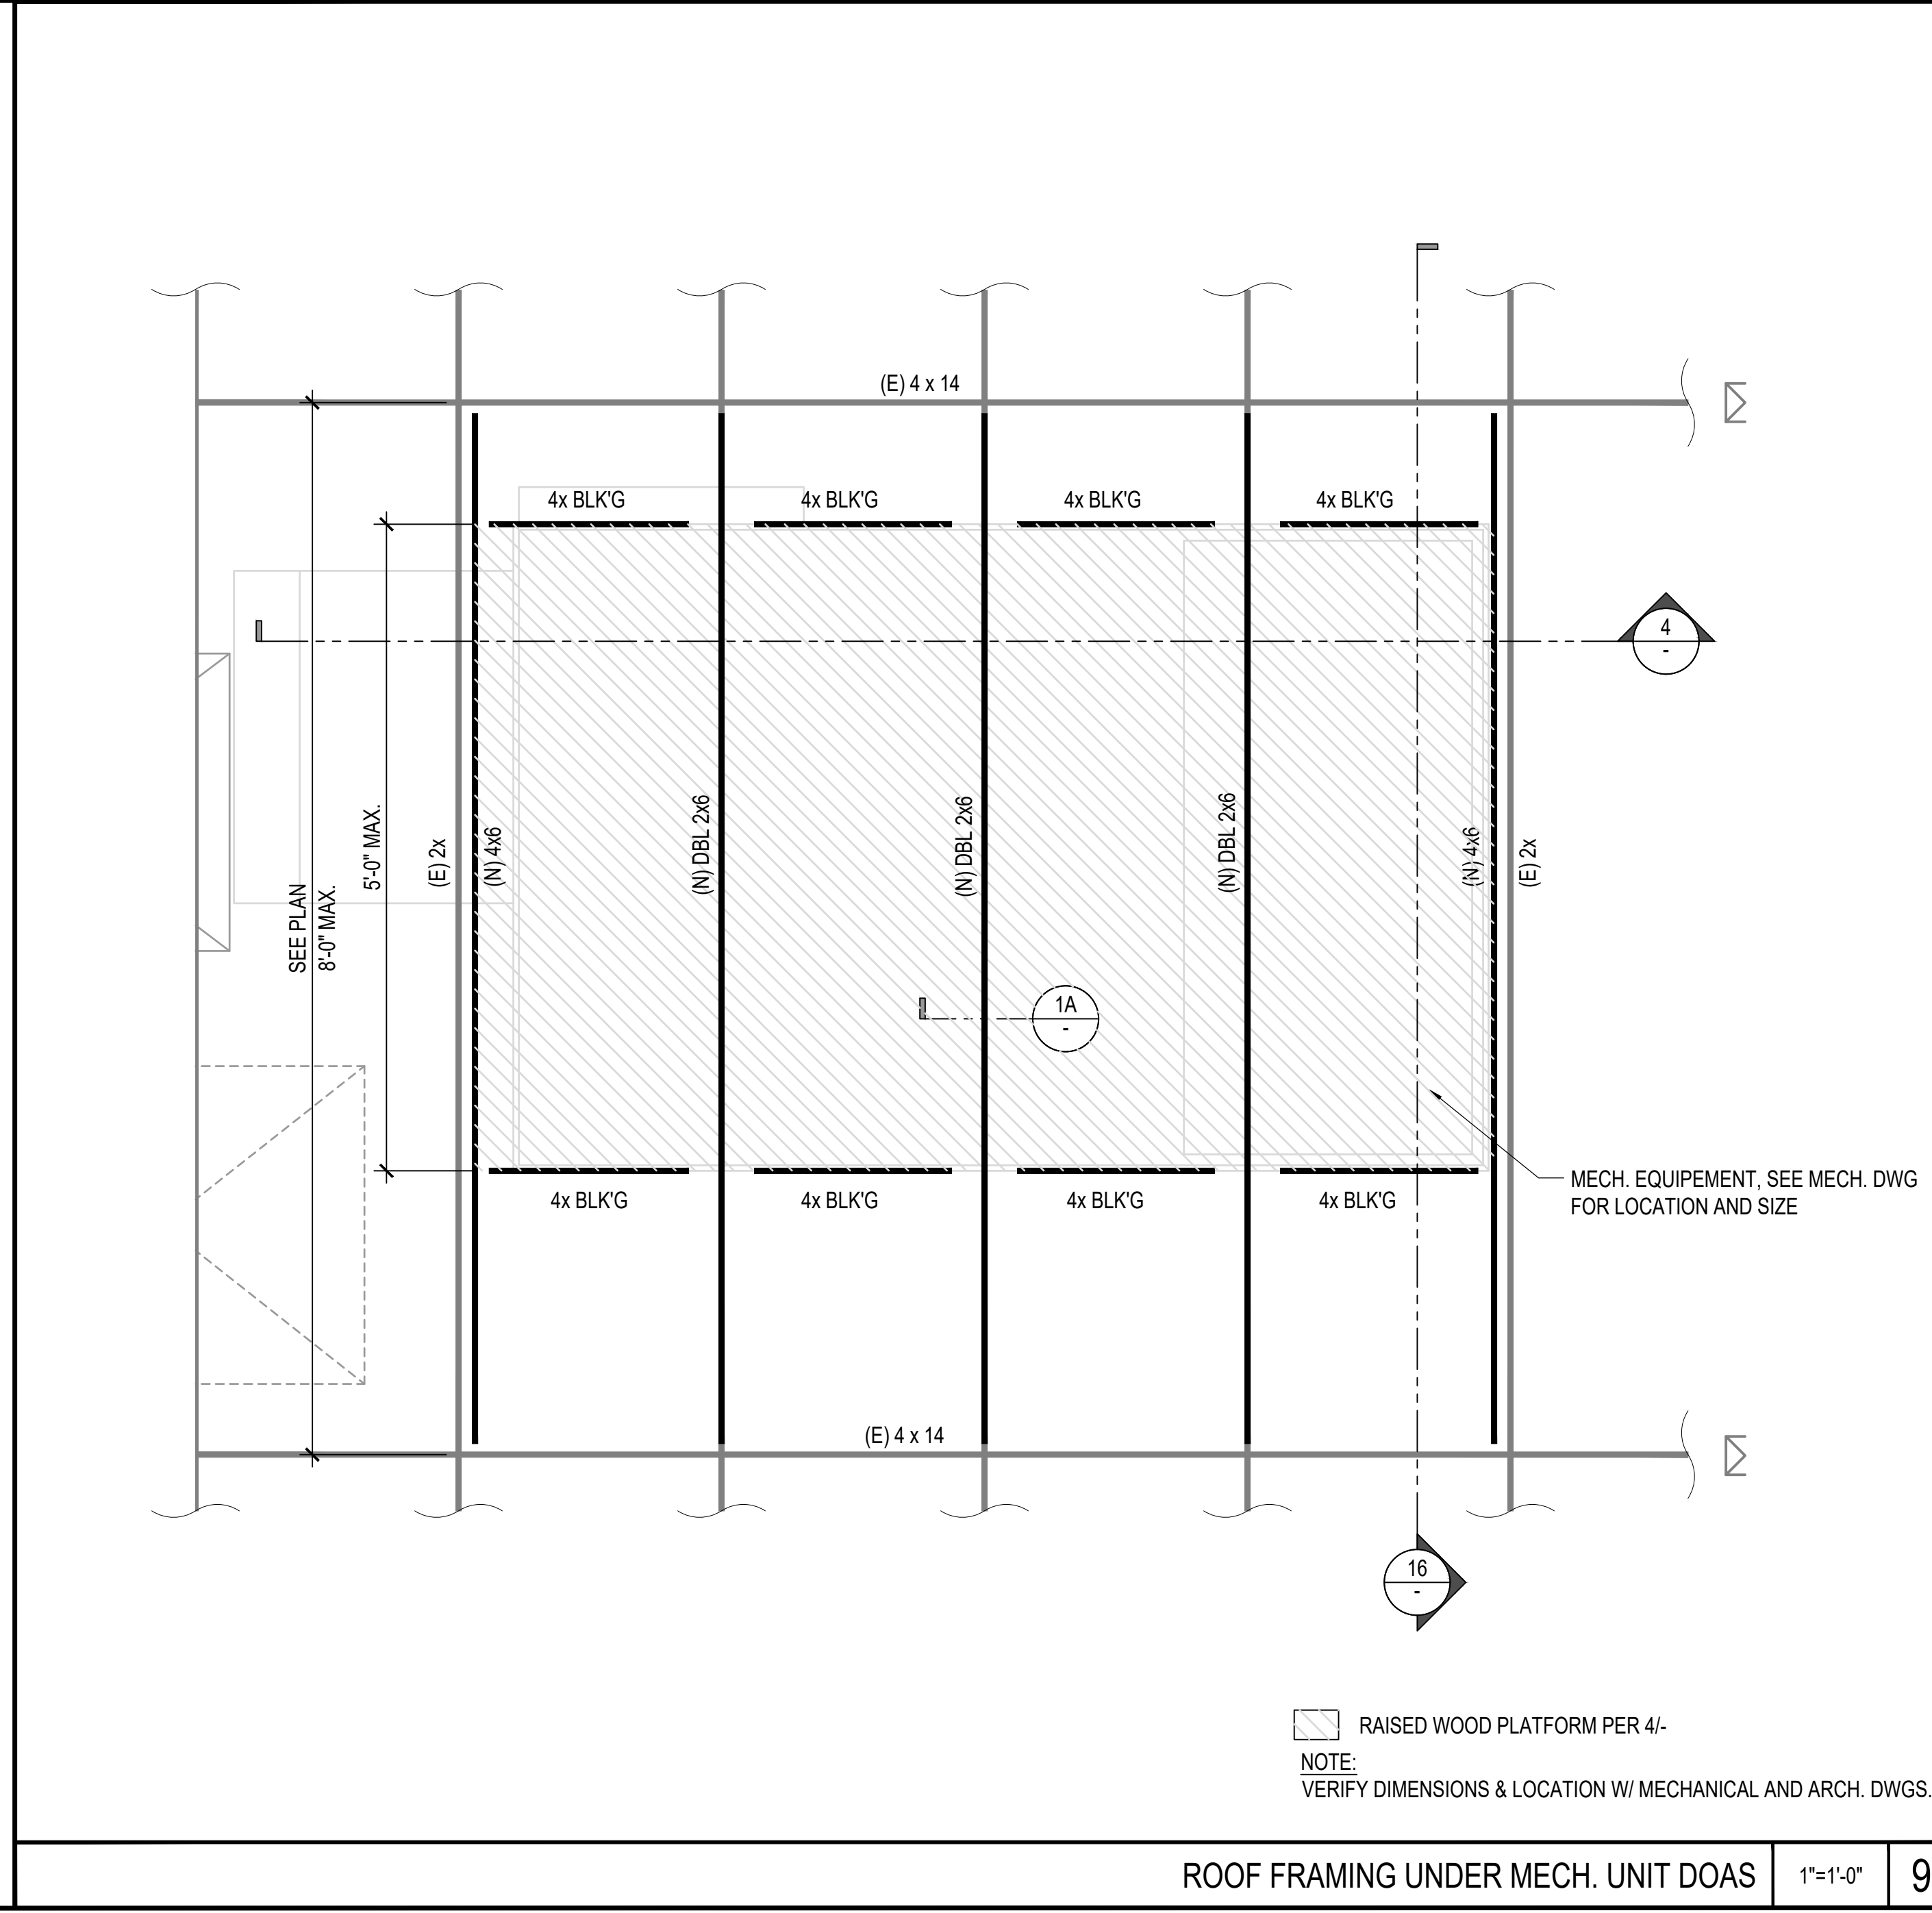 (E) 4 x 14
4x BLK'G
4x BLK'G
4x BLK'G
4x BLK'G
4
-
SEE PLAN
8'-0" MAX.
5'-0" MAX.
(E) 2x
(N) 4x6
(N) DBL 2x6
(N) DBL 2x6
(N) DBL 2x6
(N) 4x6
(E) 2x
1A
-
4x BLK'G
4x BLK'G
4x BLK'G
4x BLK'G
MECH. EQUIPEMENT, SEE MECH. DWG
FOR LOCATION AND SIZE
(E) 4 x 14
16
-
RAISED WOOD PLATFORM PER 4/-
NOTE:
VERIFY DIMENSIONS & LOCATION W/ MECHANICAL AND ARCH. DWGS.
ROOF FRAMING UNDER MECH. UNIT DOAS
1"=1'-0"
9